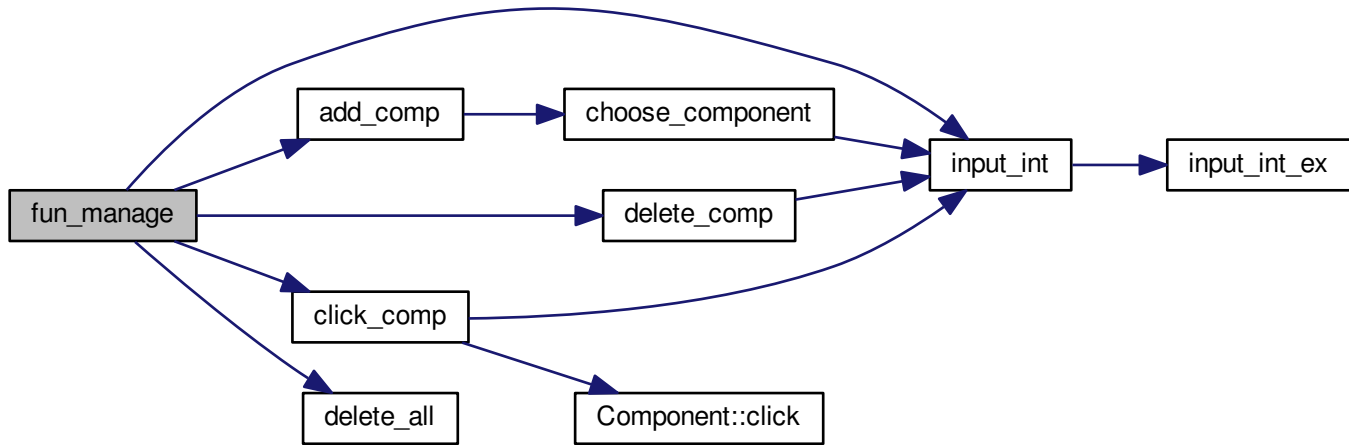 fun_manage
add_comp
choose_component
input_int
input_int_ex
delete_comp
click_comp
Component::click
delete_all